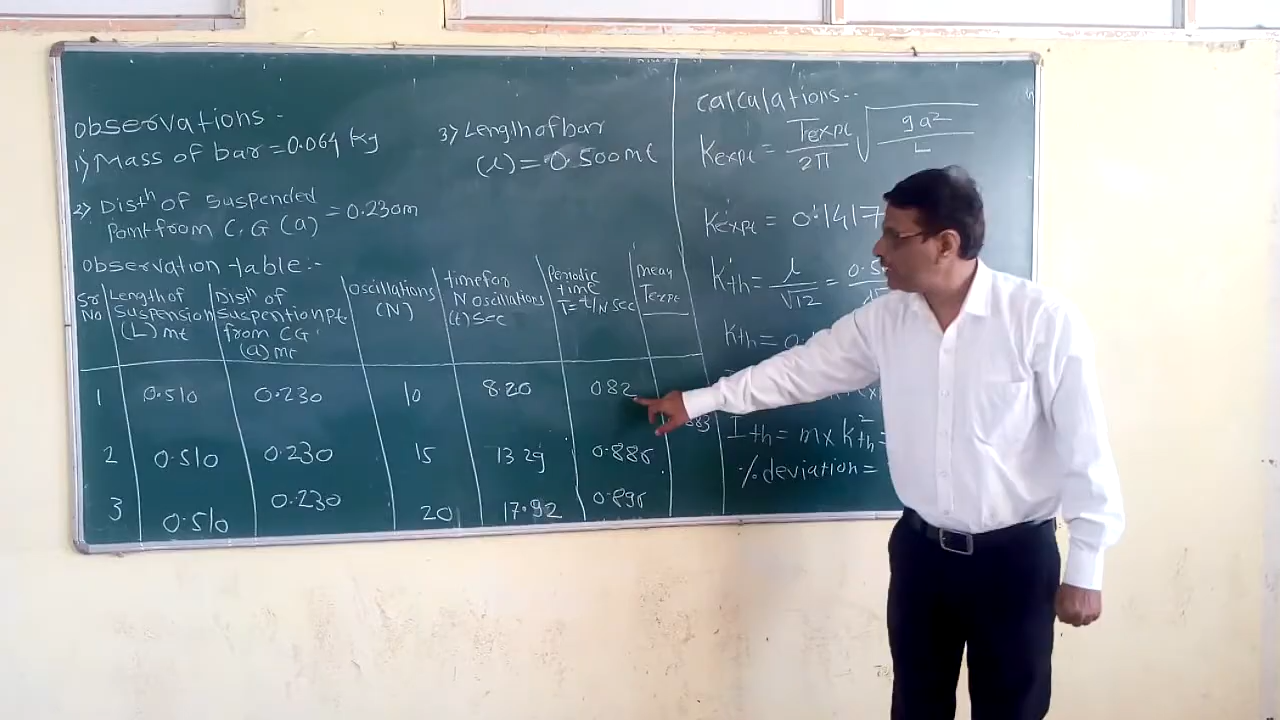 Observations -
1) Mass of bar = 0.064 Kg
2) Distⁿ of suspended
Point from C.G (a) = 0.230m
3) Length of bar
(l) = 0.500mt
Observation table:-
Sr No
Length of Suspension (L) mt
Distⁿ of Suspention pt. from CG (a) mt
oscillations (N)
time for N oscillations (t) sec
Periodic time T = t/N sec
mean Texpt
1 0.510 0.230 10 8.20 0.82
2 0.510 0.230 15 13.29 0.886
3 0.510 0.230 20 17.92 0.896
Calculations..
Kexpt = Texpt/2π √(ga²/L)
Kexpt = 0.1417
Kth = l/√12 =
Kth =
Ith = m x K²th =
% deviation =